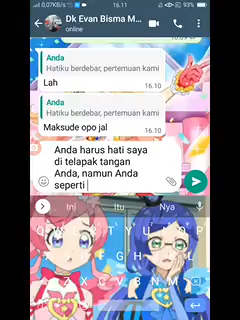 0,07KB/s
16.11
93%
Dk Evan Bisma M...
online
Anda
Hatiku berdebar, pertemuan kami
Lah
16.10
Anda
Hatiku berdebar, pertemuan kami
Maksude opo jal
16.10
Anda harus hati saya
di telapak tangan
Anda, namun Anda
seperti
Ini
Itu
Nya
Q W E R T Y U O P
F G H L
Z X C V B N M